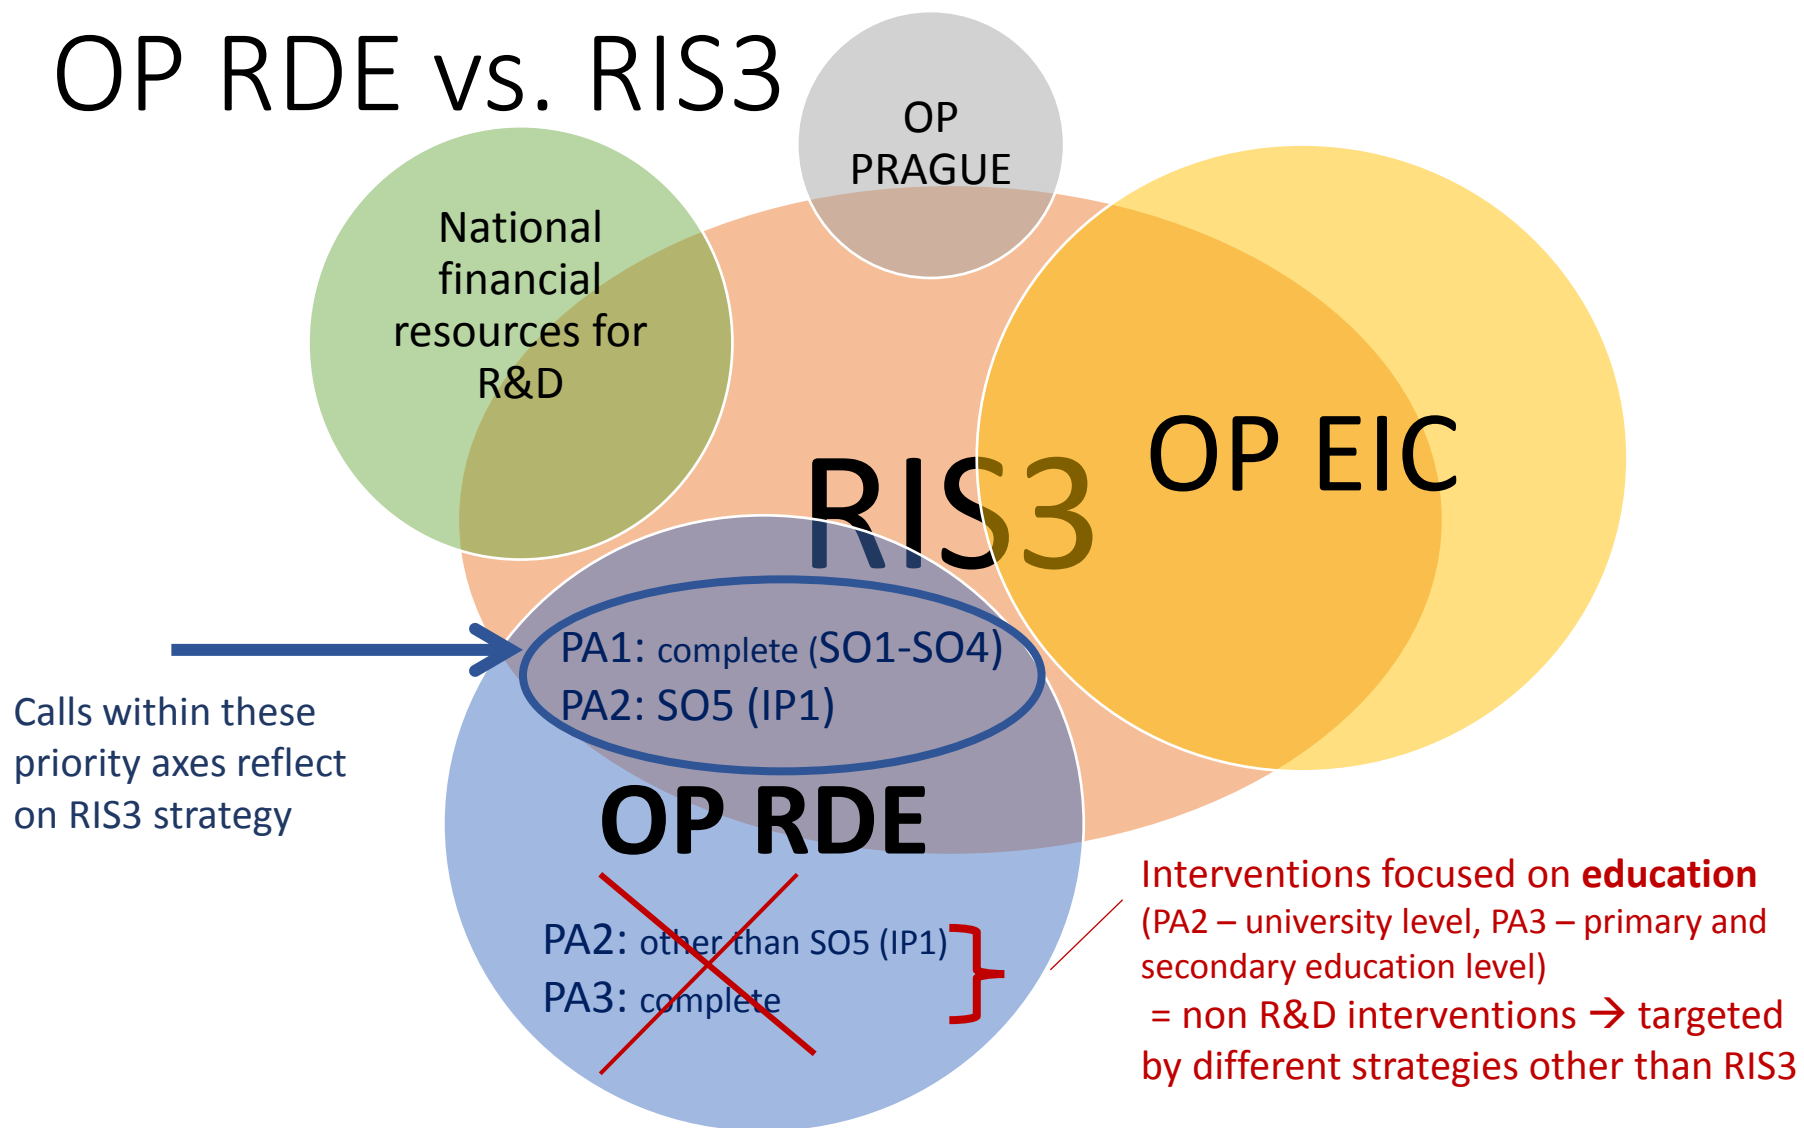 OP RDE vs. RIS3
OP
PRAGUE
National
financial
resources for
R&D
OP EIC
RIS3
PA1: complete (SO1-SO4)
PA2: SO5 (IP1)
Calls within these
priority axes reflect
on RIS3 strategy
OP RDE
PA2: other than SO5 (IP1)
PA3: complete
Interventions focused on education
(PA2 – university level, PA3 – primary and
secondary education level)
= non R&D interventions → targeted
by different strategies other than RIS3